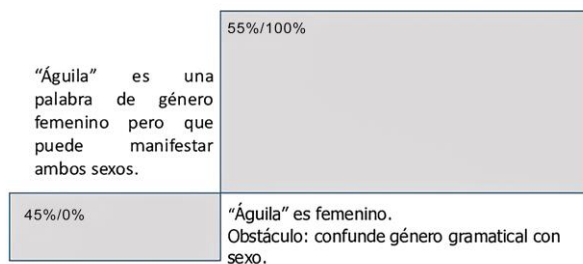 55%/100%
“Águila” es una
palabra de género
femenino pero que
puede manifestar
ambos sexos.
45%/0%
“Águila” es femenino.
Obstáculo: confunde género gramatical con
sexo.